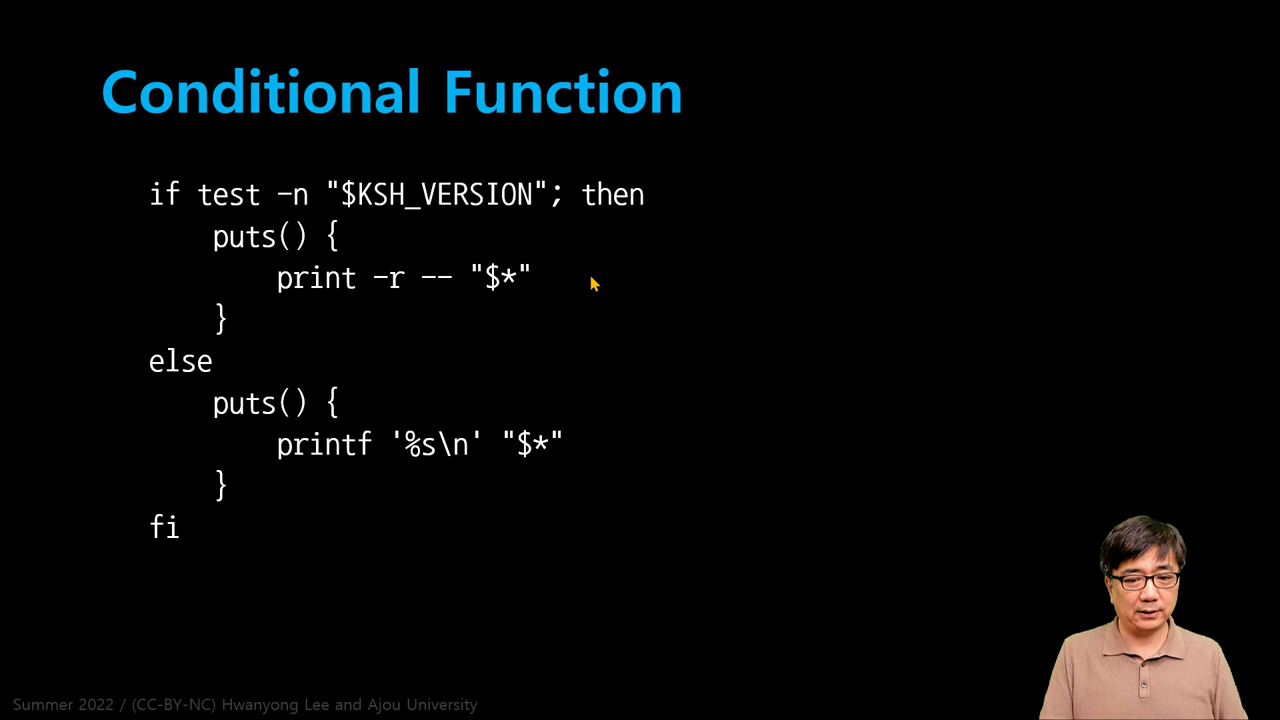 Conditional Function
if test -n "$KSH_VERSION"; then
puts() {
print -r -- "$*"
}
else
puts() {
printf '%s\n' "$*"
}
fi
Summer 2022 / (CC-BY-NC) Hwanyong Lee and Ajou University